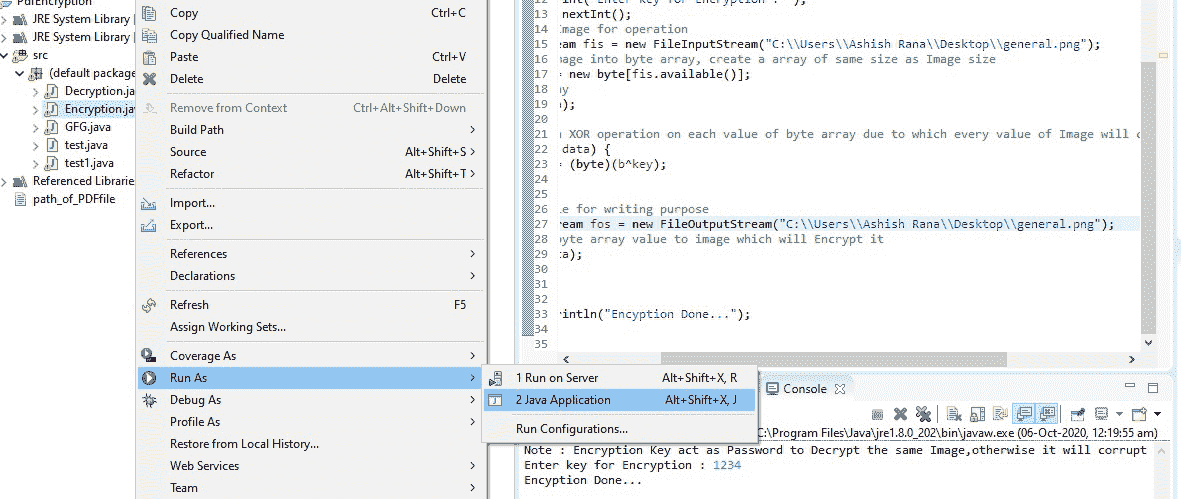 PdfEncryption
JRE System Library [
JRE System Library [
src
(default package
Decryption.ja
Encryption.jav
GFG.java
test.java
test1.java
Referenced Librarie
path_of_PDFfile
Copy Ctrl+C
Copy Qualified Name
Paste Ctrl+V
Delete Delete
Remove from Context Ctrl+Alt+Shift+Down
Build Path
Source Alt+Shift+S
Refactor Alt+Shift+T
Import...
Export...
References
Declarations
Refresh F5
Assign Working Sets...
Coverage As
Run As
Debug As
Profile As
Restore from Local History...
Web Services
Team
1 Run on Server Alt+Shift+X, R
2 Java Application Alt+Shift+X, J
Run Configurations...
12 int("Enter key for Encryption : ");
13 nextInt();
14 Image for operation
15 eam fis = new FileInputStream("C:\\Users\\Ashish Rana\\Desktop\\general.png");
16 mage into byte array, create a array of same size as Image size
17 = new byte[fis.available()];
18 ay
19 );
20
21 XOR operation on each value of byte array due to which every value of Image will
22 data) {
23 = (byte)(b^key);
24
25
26 le for writing purpose
27 ream fos = new FileOutputStream("C:\\Users\\Ashish Rana\\Desktop\\general.png");
28 byte array value to image which will Encrypt it
29 ta);
30
31
32
33 rintln("Encyption Done...");
34
35
Console
C:\Program Files\Java\jre1.8.0_202\bin\javaw.exe (06-Oct-2020, 12:19:55 am)
Note : Encryption Key act as Password to Decrypt the same Image,otherwise it will corrupt
Enter key for Encryption : 1234
Encyption Done...